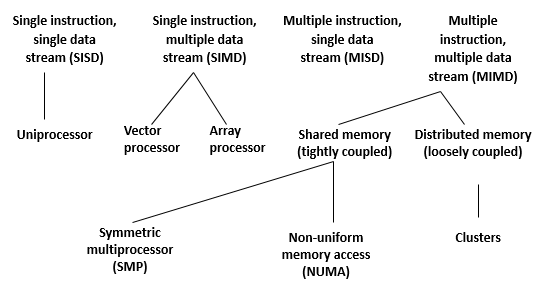 Single instruction,
single data
stream (SISD)
Single instruction,
multiple data
stream (SIMD)
Multiple instruction,
single data
stream (MISD)
Multiple
instruction,
multiple data
stream (MIMD)
Uniprocessor
Vector
processor
Array
processor
Shared memory
(tightly coupled)
Distributed memory
(loosely coupled)
Symmetric
multiprocessor
(SMP)
Non-uniform
memory access
(NUMA)
Clusters